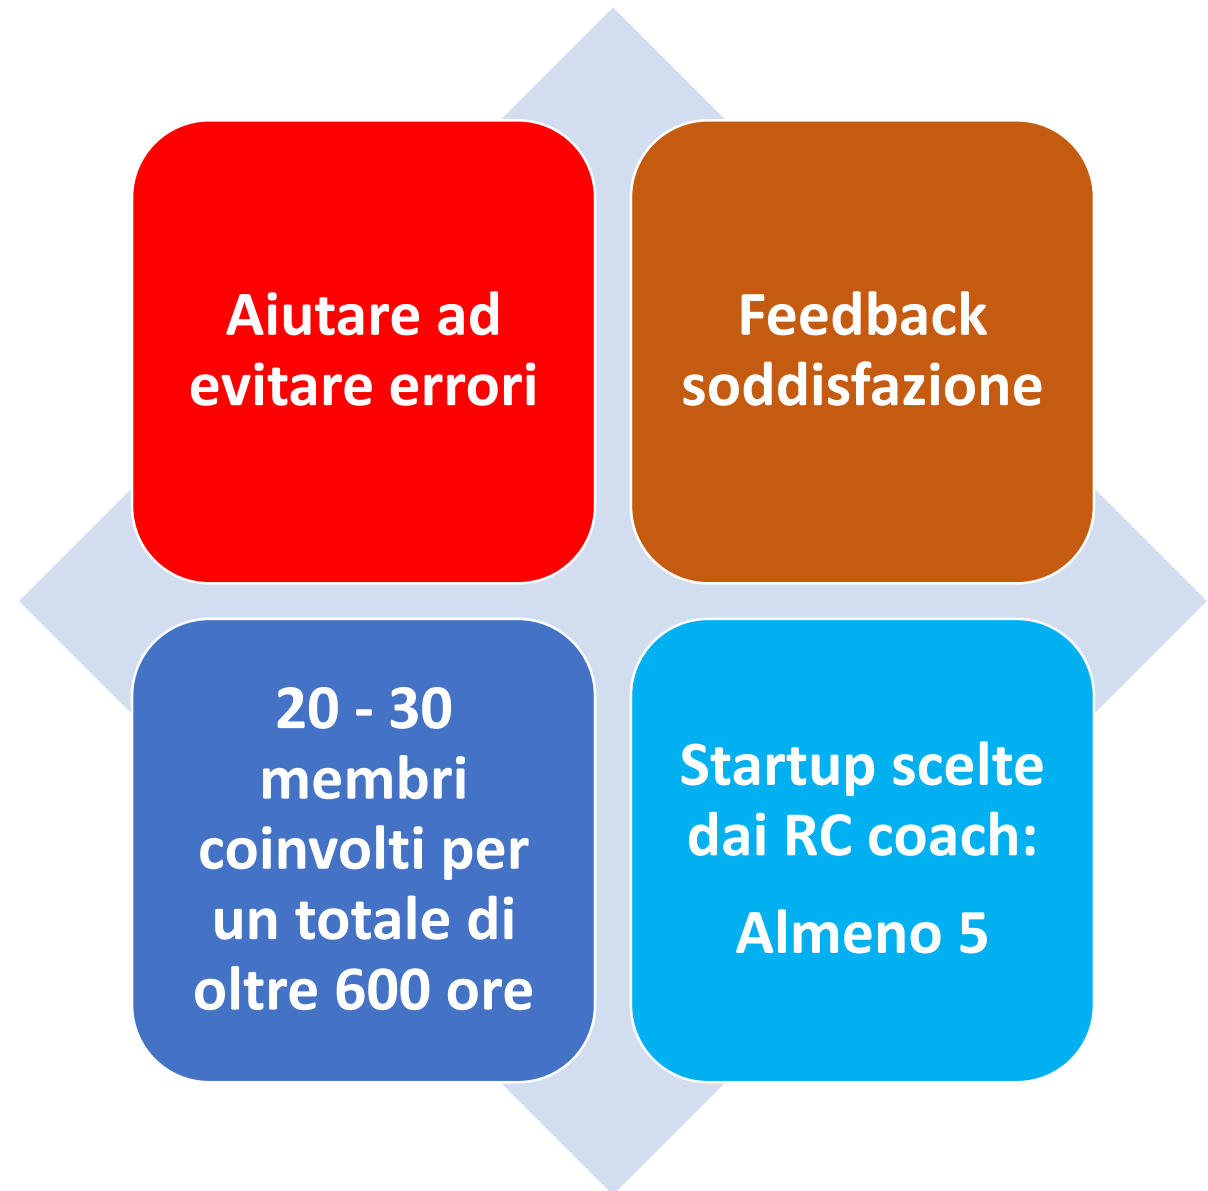 Aiutare ad
evitare errori
Feedback
soddisfazione
20 - 30
membri
coinvolti per
un totale di
oltre 600 ore
Startup scelte
dai RC coach:
Almeno 5